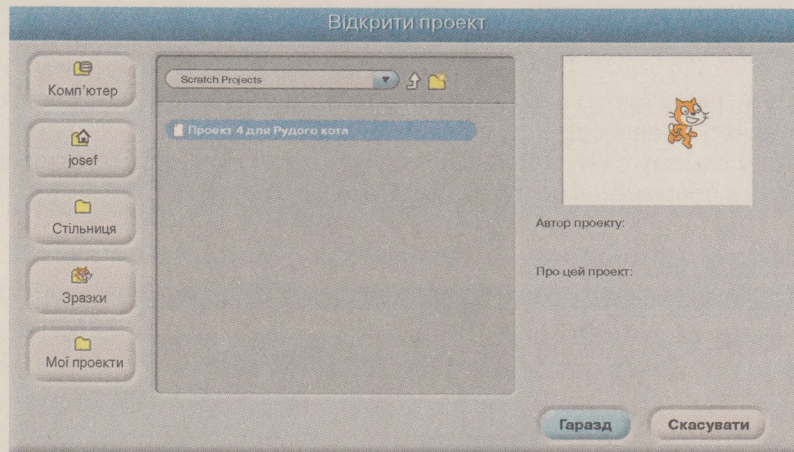 Відкрити проект
Комп'ютер
josef
Стільниця
Зразки
Мої проекти
Scratch Projects
Проект 4 для Рудого кота
Автор проекту:
Про цей проект:
Гаразд
Скасувати